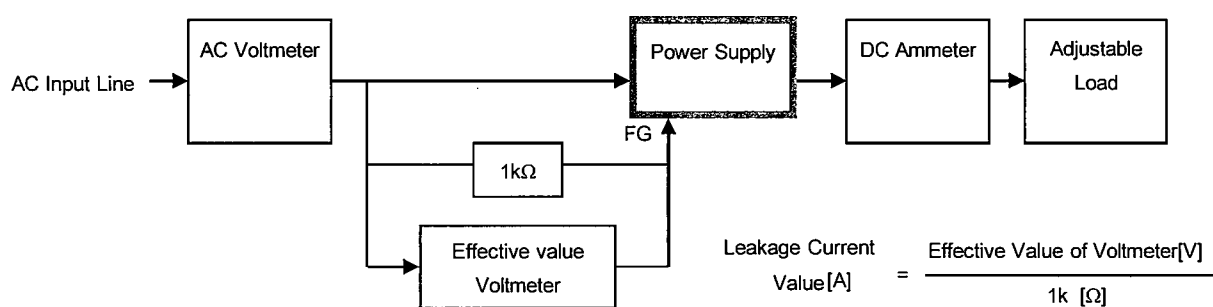 AC Voltmeter
Power Supply
DC Ammeter
Adjustable
Load
AC Input Line
FG
1kΩ
Effective value
Voltmeter
Leakage Current
Value[A]
=
Effective Value of Voltmeter[V]
1k [Ω]